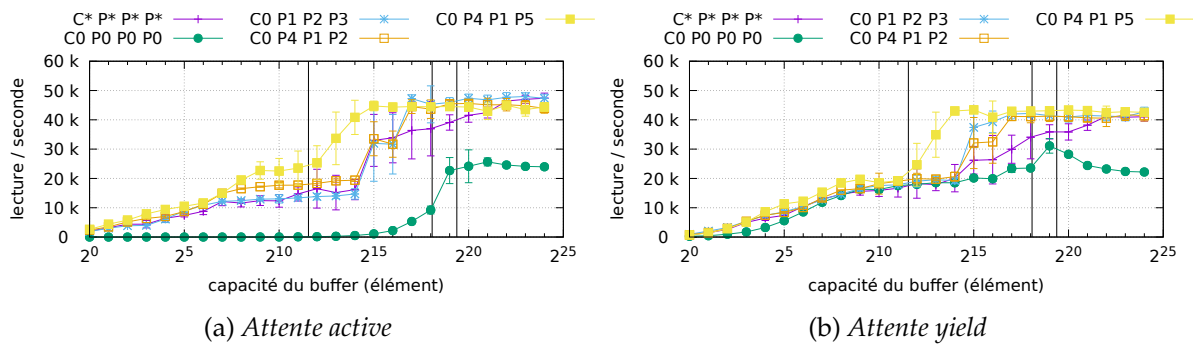 C* P* P* P* C0 P1 P2 P3 C0 P4 P1 P5
C0 P0 P0 P0 C0 P4 P1 P2
60 k
50 k
40 k
30 k
20 k
10 k
0
2^0 2^5 2^10 2^15 2^20 2^25
lecture / seconde
capacité du buffer (élément)
(a) Attente active
C* P* P* P* C0 P1 P2 P3 C0 P4 P1 P5
C0 P0 P0 P0 C0 P4 P1 P2
60 k
50 k
40 k
30 k
20 k
10 k
0
2^0 2^5 2^10 2^15 2^20 2^25
lecture / seconde
capacité du buffer (élément)
(b) Attente yield